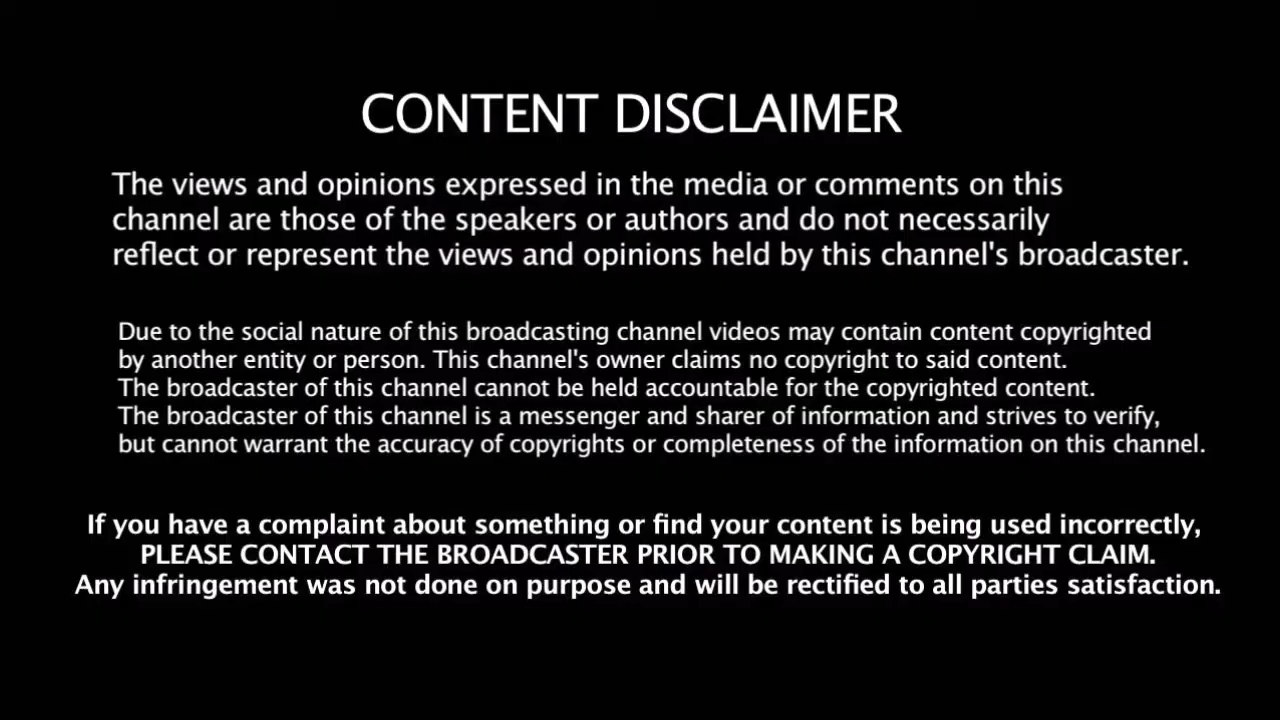 CONTENT DISCLAIMER
The views and opinions expressed in the media or comments on this
channel are those of the speakers or authors and do not necessarily
reflect or represent the views and opinions held by this channel's broadcaster.
Due to the social nature of this broadcasting channel videos may contain content copyrighted
by another entity or person. This channel's owner claims no copyright to said content.
The broadcaster of this channel cannot be held accountable for the copyrighted content.
The broadcaster of this channel is a messenger and sharer of information and strives to verify,
but cannot warrant the accuracy of copyrights or completeness of the information on this channel.
If you have a complaint about something or find your content is being used incorrectly,
PLEASE CONTACT THE BROADCASTER PRIOR TO MAKING A COPYRIGHT CLAIM.
Any infringement was not done on purpose and will be rectified to all parties satisfaction.